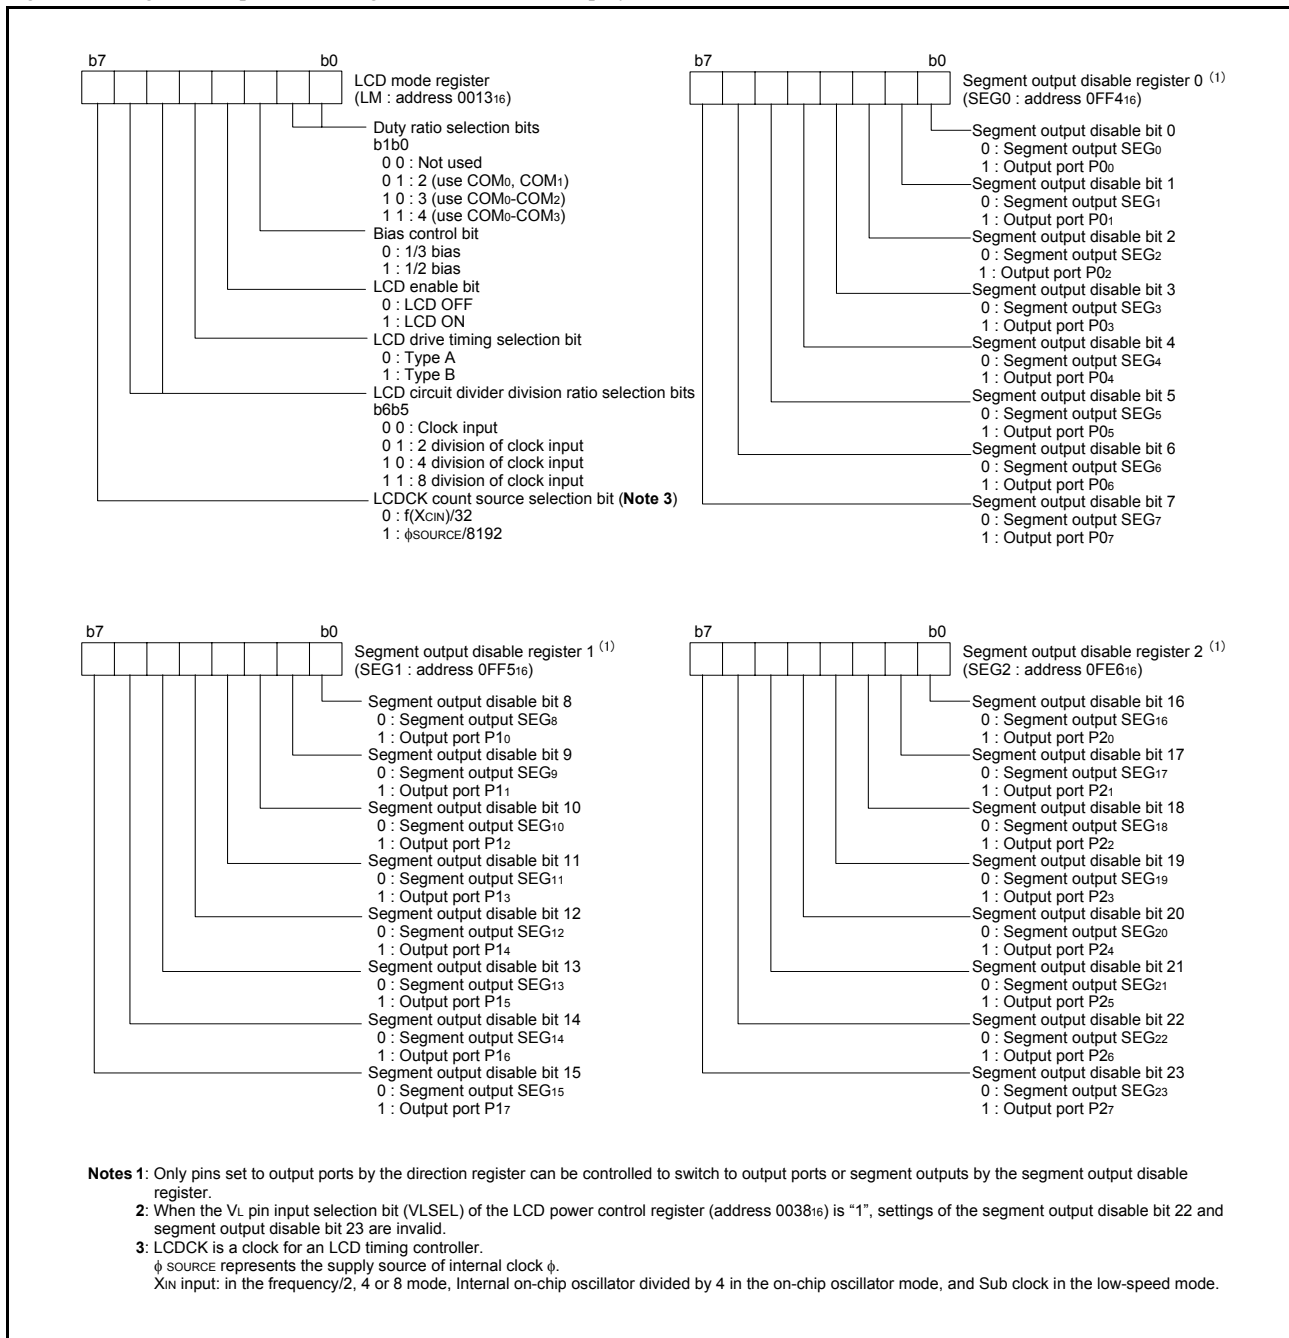 b7 b0
LCD mode register
(LM : address 001316)
Duty ratio selection bits
b1b0
0 0 : Not used
0 1 : 2 (use COM0, COM1)
1 0 : 3 (use COM0-COM2)
1 1 : 4 (use COM0-COM3)
Bias control bit
0 : 1/3 bias
1 : 1/2 bias
LCD enable bit
0 : LCD OFF
1 : LCD ON
LCD drive timing selection bit
0 : Type A
1 : Type B
LCD circuit divider division ratio selection bits
b6b5
0 0 : Clock input
0 1 : 2 division of clock input
1 0 : 4 division of clock input
1 1 : 8 division of clock input
LCDCK count source selection bit (Note 3)
0 : f(XCIN)/32
1 : ϕSOURCE/8192
b7 b0
Segment output disable register 0 (1)
(SEG0 : address 0FF416)
Segment output disable bit 0
0 : Segment output SEG0
1 : Output port P00
Segment output disable bit 1
0 : Segment output SEG1
1 : Output port P01
Segment output disable bit 2
0 : Segment output SEG2
1 : Output port P02
Segment output disable bit 3
0 : Segment output SEG3
1 : Output port P03
Segment output disable bit 4
0 : Segment output SEG4
1 : Output port P04
Segment output disable bit 5
0 : Segment output SEG5
1 : Output port P05
Segment output disable bit 6
0 : Segment output SEG6
1 : Output port P06
Segment output disable bit 7
0 : Segment output SEG7
1 : Output port P07
b7 b0
Segment output disable register 1 (1)
(SEG1 : address 0FF516)
Segment output disable bit 8
0 : Segment output SEG8
1 : Output port P10
Segment output disable bit 9
0 : Segment output SEG9
1 : Output port P11
Segment output disable bit 10
0 : Segment output SEG10
1 : Output port P12
Segment output disable bit 11
0 : Segment output SEG11
1 : Output port P13
Segment output disable bit 12
0 : Segment output SEG12
1 : Output port P14
Segment output disable bit 13
0 : Segment output SEG13
1 : Output port P15
Segment output disable bit 14
0 : Segment output SEG14
1 : Output port P16
Segment output disable bit 15
0 : Segment output SEG15
1 : Output port P17
b7 b0
Segment output disable register 2 (1)
(SEG2 : address 0FE616)
Segment output disable bit 16
0 : Segment output SEG16
1 : Output port P20
Segment output disable bit 17
0 : Segment output SEG17
1 : Output port P21
Segment output disable bit 18
0 : Segment output SEG18
1 : Output port P22
Segment output disable bit 19
0 : Segment output SEG19
1 : Output port P23
Segment output disable bit 20
0 : Segment output SEG20
1 : Output port P24
Segment output disable bit 21
0 : Segment output SEG21
1 : Output port P25
Segment output disable bit 22
0 : Segment output SEG22
1 : Output port P26
Segment output disable bit 23
0 : Segment output SEG23
1 : Output port P27
Notes 1: Only pins set to output ports by the direction register can be controlled to switch to output ports or segment outputs by the segment output disable
register.
2: When the VL pin input selection bit (VLSEL) of the LCD power control register (address 003816) is “1”, settings of the segment output disable bit 22 and
segment output disable bit 23 are invalid.
3: LCDCK is a clock for an LCD timing controller.
ϕ SOURCE represents the supply source of internal clock ϕ.
XIN input: in the frequency/2, 4 or 8 mode, Internal on-chip oscillator divided by 4 in the on-chip oscillator mode, and Sub clock in the low-speed mode.